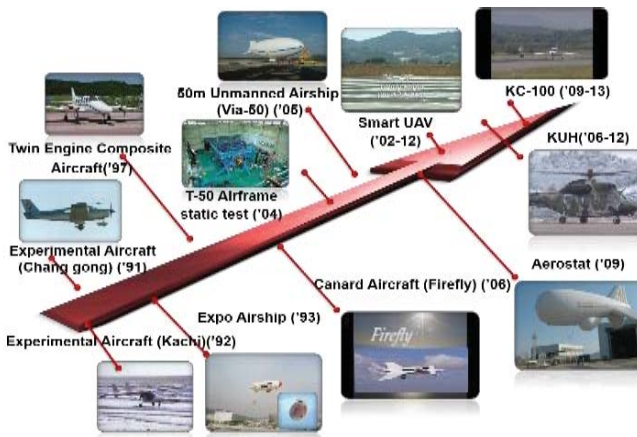 50m Unmanned Airship
(Via-50) ('05)
KC-100 ('09-13)
Smart UAV
('02-12)
Twin Engine Composite
Aircraft('97)
KUH('06-12)
T-50 Airframe
static test ('04)
Experimental Aircraft
(Chang gong) ('91)
Aerostat ('09)
Canard Aircraft (Firefly) ('06)
Expo Airship ('93)
Experimental Aircraft (Kachi)('92)
Firefly